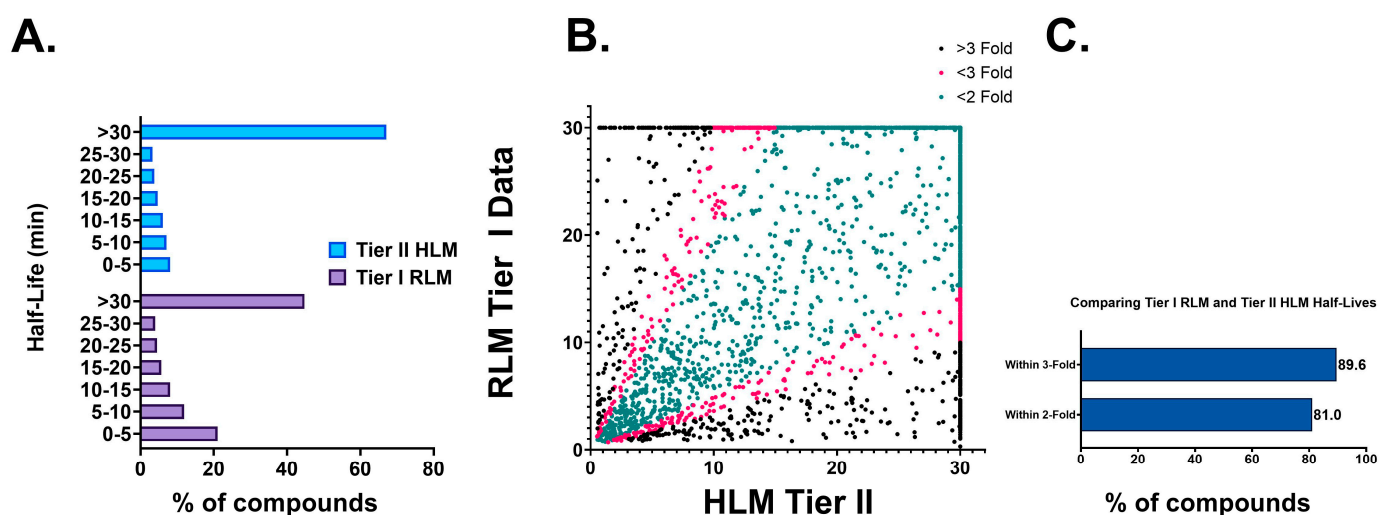 A.
Half-Life (min)
>30
25-30
20-25
15-20
10-15
5-10
0-5
>30
25-30
20-25
15-20
10-15
5-10
0-5
0 20 40 60 80
% of compounds
Tier II HLM
Tier I RLM
B.
>3 Fold
<3 Fold
<2 Fold
RLM Tier I Data
30
20
10
0
0 10 20 30
HLM Tier II
C.
Comparing Tier I RLM and Tier II HLM Half-Lives
Within 3-Fold 89.6
Within 2-Fold 81.0
0 20 40 60 80 100
% of compounds